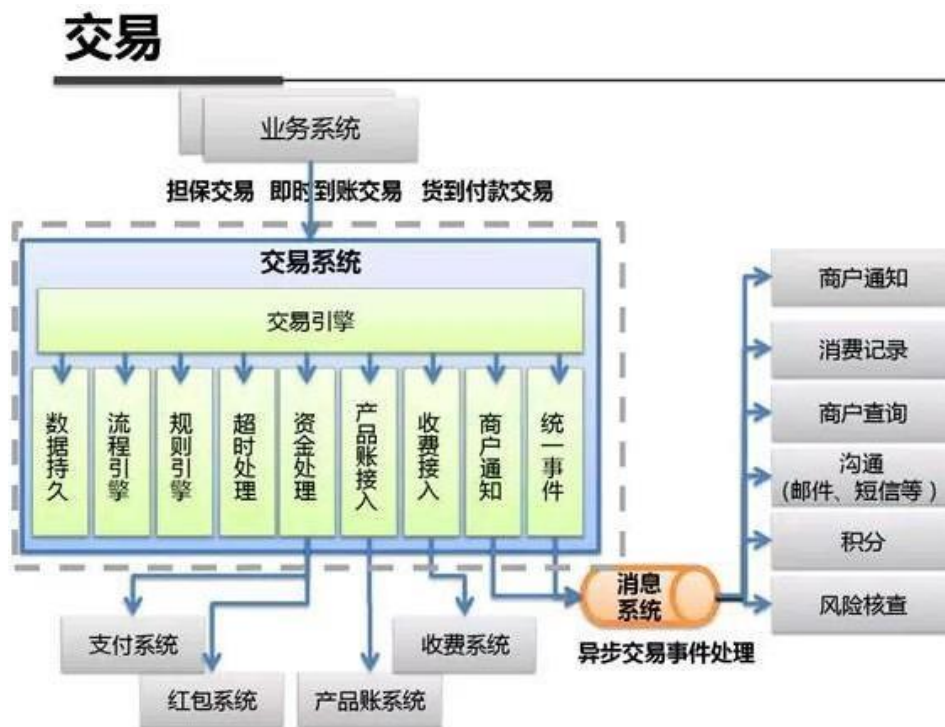 交易
业务系统
担保交易 即时到账交易 货到付款交易
交易系统
交易引擎
数据持久
流程引擎
规则引擎
超时处理
资金处理
产品账接入
收费接入
商户通知
统一事件
商户通知
消费记录
商户查询
沟通
(邮件、短信等)
积分
风险核查
消息
系统
异步交易事件处理
支付系统
收费系统
红包系统
产品账系统